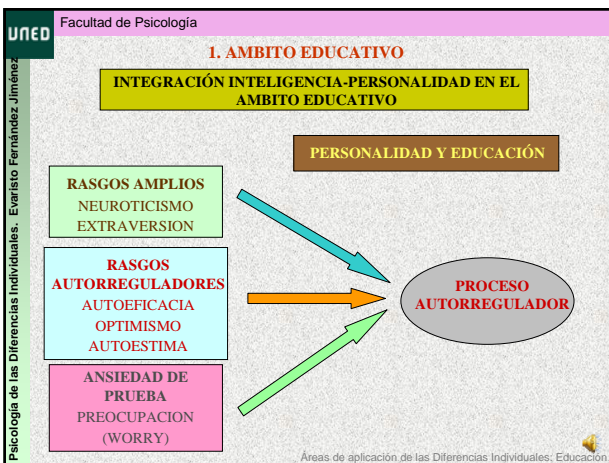 UNED
Facultad de Psicología
Psicología de las Diferencias Individuales. Evaristo Fernández Jiménez
1. AMBITO EDUCATIVO
INTEGRACIÓN INTELIGENCIA-PERSONALIDAD EN EL
AMBITO EDUCATIVO
PERSONALIDAD Y EDUCACIÓN
RASGOS AMPLIOS
NEUROTICISMO
EXTRAVERSION
RASGOS
AUTORREGULADORES
AUTOEFICACIA
OPTIMISMO
AUTOESTIMA
ANSIEDAD DE
PRUEBA
PREOCUPACION
(WORRY)
PROCESO
AUTORREGULADOR
Áreas de aplicación de las Diferencias Individuales: Educación